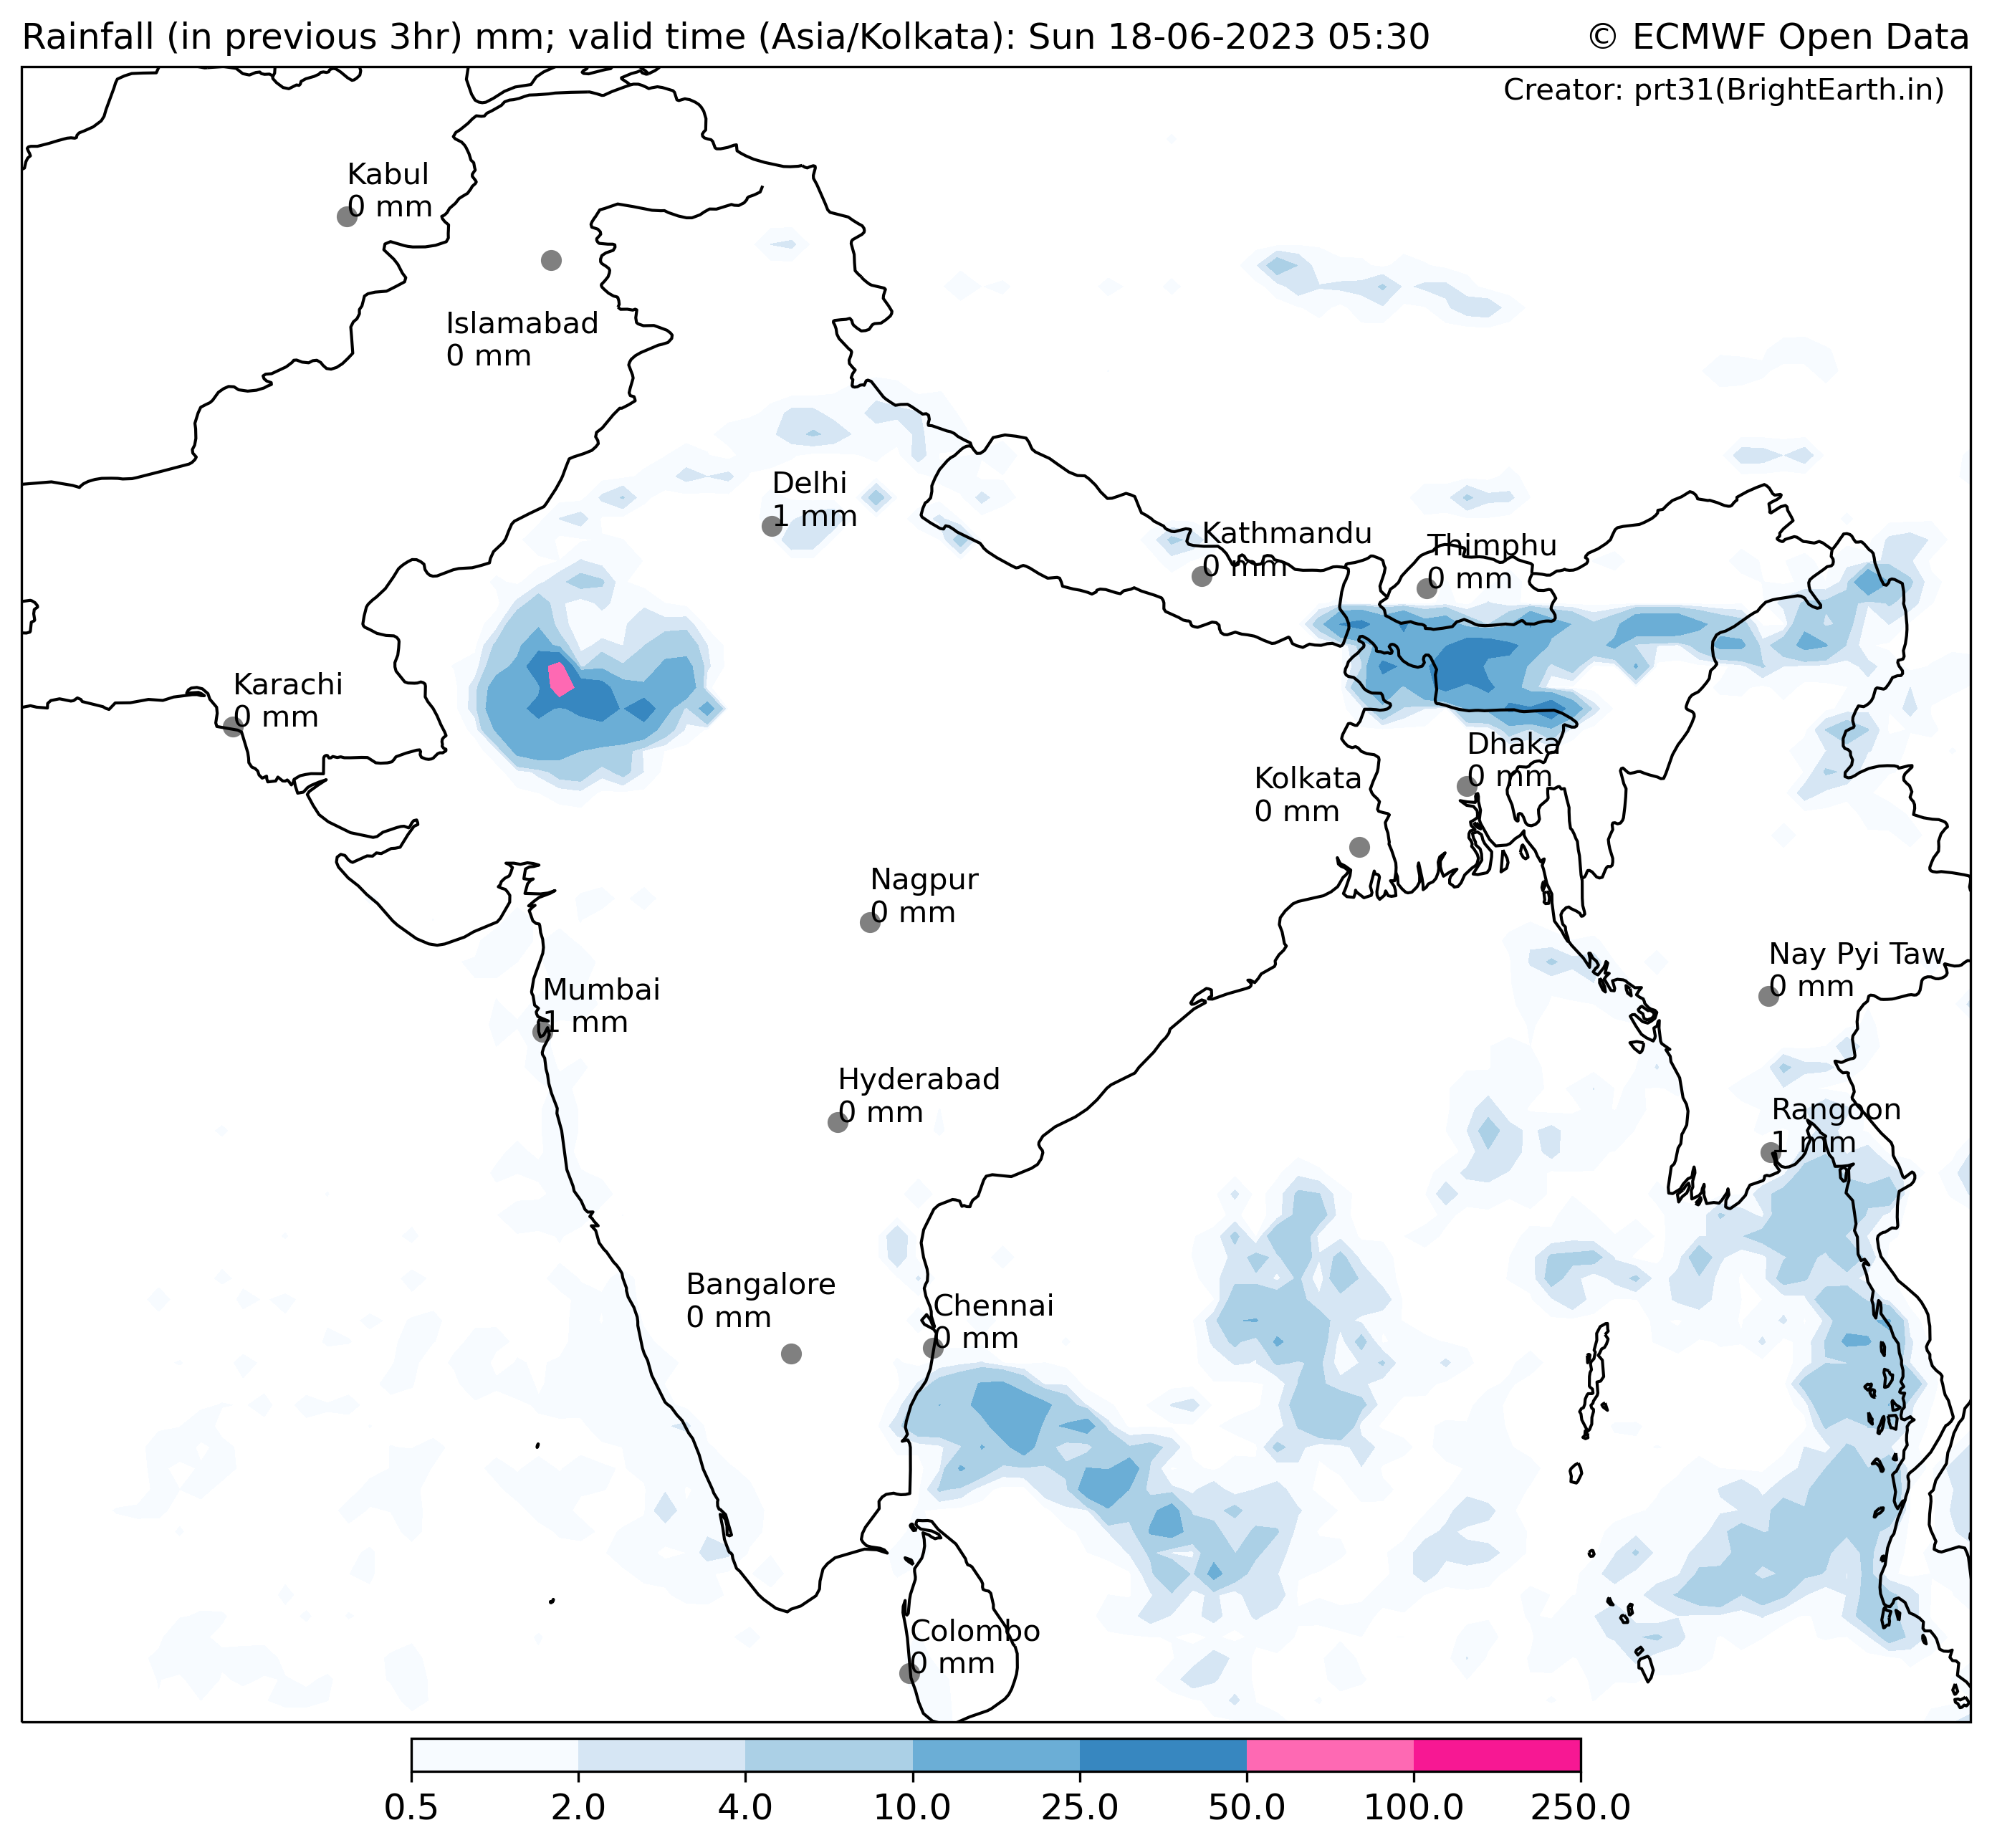 Rainfall (in previous 3hr) mm; valid time (Asia/Kolkata): Sun 18-06-2023 05:30
© ECMWF Open Data
Creator: prt31(BrightEarth.in)
Kabul
0 mm
Islamabad
0 mm
Delhi
1 mm
Kathmandu
0 mm
Thimphu
0 mm
Karachi
0 mm
Dhaka
0 mm
Kolkata
0 mm
Nagpur
0 mm
Nay Pyi Taw
0 mm
Mumbai
1 mm
Hyderabad
0 mm
Rangoon
1 mm
Bangalore
0 mm
Chennai
0 mm
Colombo
0 mm
0.5 2.0 4.0 10.0 25.0 50.0 100.0 250.0